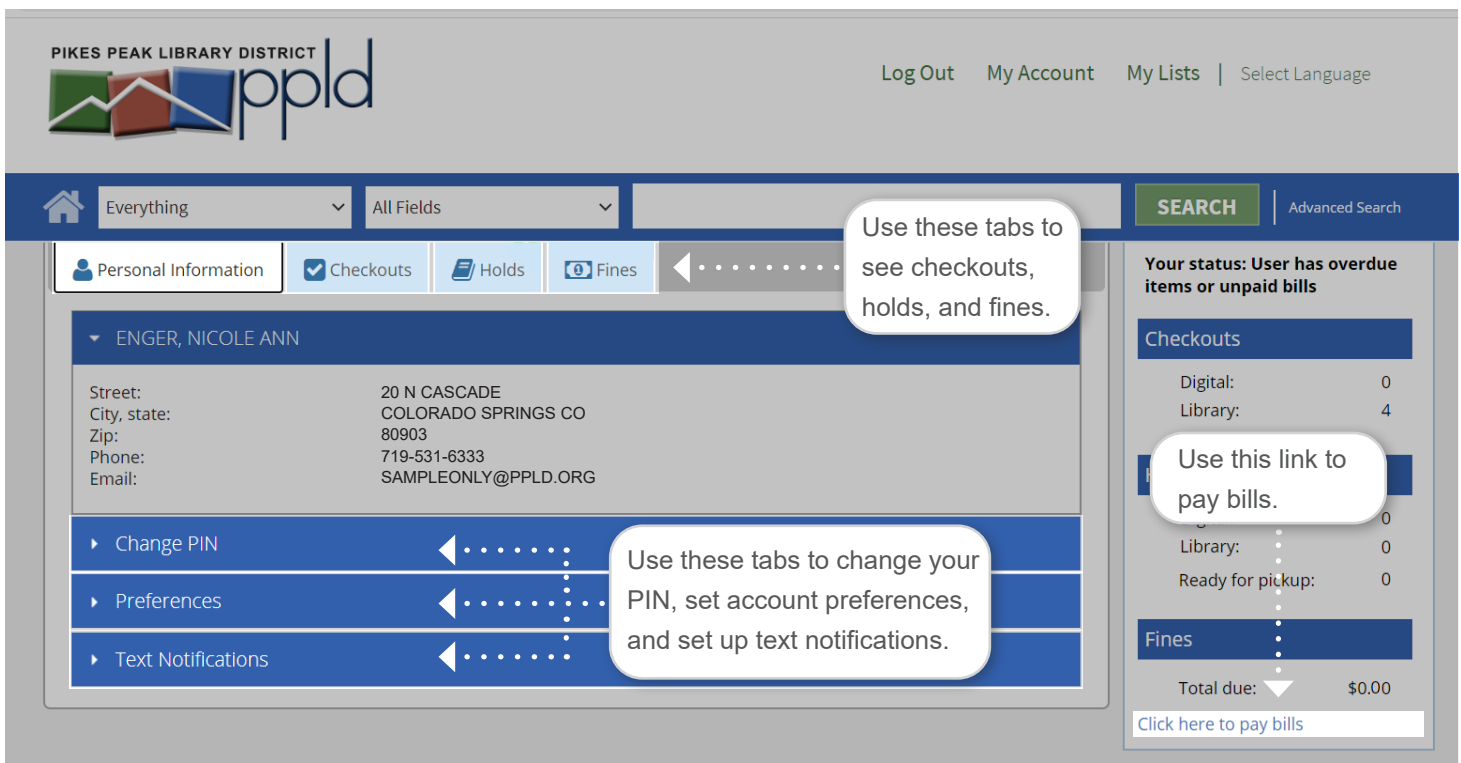 PIKES PEAK LIBRARY DISTRICT
ppld
Log Out My Account My Lists | Select Language
Everything All Fields SEARCH Advanced Search
Personal Information Checkouts Holds Fines
Use these tabs to
see checkouts,
holds, and fines.
ENGER, NICOLE ANN
Street: 20 N CASCADE
City, state: COLORADO SPRINGS CO
Zip: 80903
Phone: 719-531-6333
Email: SAMPLEONLY@PPLD.ORG
Change PIN
Preferences
Text Notifications
Use these tabs to change your
PIN, set account preferences,
and set up text notifications.
Your status: User has overdue
items or unpaid bills
Checkouts
Digital: 0
Library: 4
Use this link to
pay bills.
0
Library: 0
Ready for pickup: 0
Fines
Total due: $0.00
Click here to pay bills